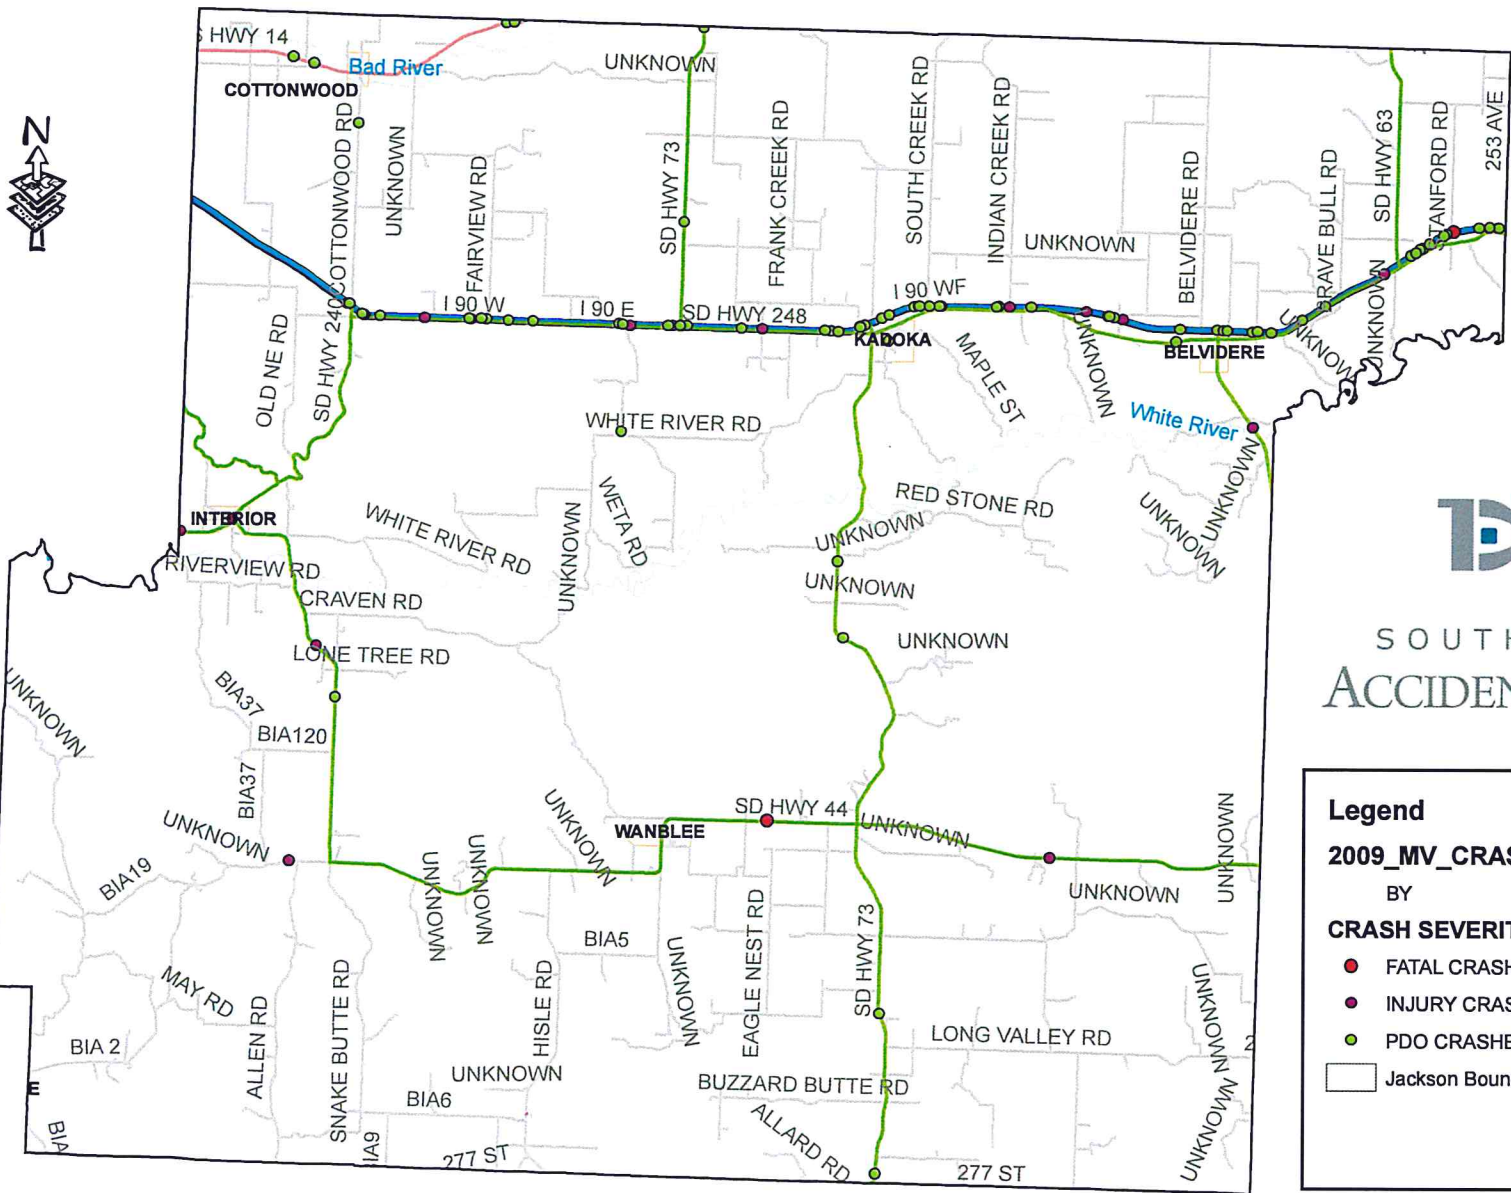 HWY 14
Bad River
COTTONWOOD
UNKNOWN
N
COTTONWOOD RD
UNKNOWN
FAIRVIEW RD
SD HWY 73
FRANK CREEK RD
SOUTH CREEK RD
INDIAN CREEK RD
UNKNOWN
BELVIDERE RD
BRAVE BULL RD
SD HWY 63
STANFORD RD
253 AVE
SD HWY 240
OLD NE RD
I 90 W
I 90 E
SD HWY 248
I 90 WF
KADOKA
MAPLE ST
UNKNOWN
BELVIDERE
UNKNOWN
UNKNOWN
White River
WHITE RIVER RD
INTERIOR
WHITE RIVER RD
UNKNOWN
WETA RD
RED STONE RD
UNKNOWN
UNKNOWN
UNKNOWN
UNKNOWN
RIVERVIEW RD
CRAVEN RD
UNKNOWN
LONE TREE RD
UNKNOWN
BIA37
BIA120
BIA37
UNKNOWN
BIA19
UNKNOWN
WANBLEE
SD HWY 44
UNKNOWN
UNKNOWN
UNKNOWN
UNKNOWN
UNKNOWN
BIA5
UNKNOWN
EAGLE NEST RD
SD HWY 73
UNKNOWN
MAY RD
BIA 2
ALLEN RD
SNAKE BUTTE RD
HISLE RD
UNKNOWN
BIA6
BUZZARD BUTTE RD
LONG VALLEY RD
2
UNKNOWN
E
BIA
IA9
277 ST
ALLARD RD
277 ST
SOUTH
ACCIDEN
Legend
2009_MV_CRAS
BY
CRASH SEVERIT
FATAL CRASH
INJURY CRAS
PDO CRASHE
Jackson Boun